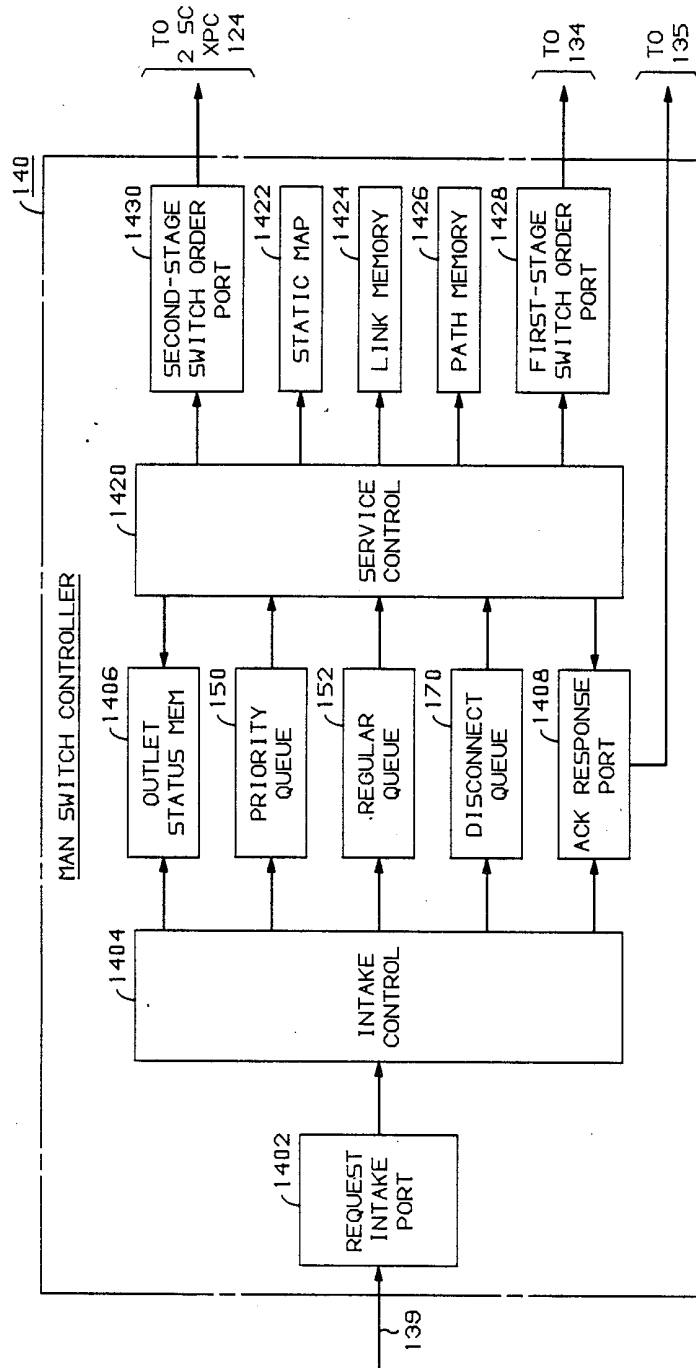 MAN SWITCH CONTROLLER
140
139
1402
REQUEST
INTAKE
PORT
1404
INTAKE
CONTROL
1406
OUTLET
STATUS MEM
150
PRIORITY
QUEUE
152
REGULAR
QUEUE
170
DISCONNECT
QUEUE
1408
ACK RESPONSE
PORT
1420
SERVICE
CONTROL
1430
SECOND-STAGE
SWITCH ORDER
PORT
1422
STATIC MAP
1424
LINK MEMORY
1426
PATH MEMORY
1428
FIRST-STAGE
SWITCH ORDER
PORT
TO
2 SC
XPC
124
TO
134
TO
135